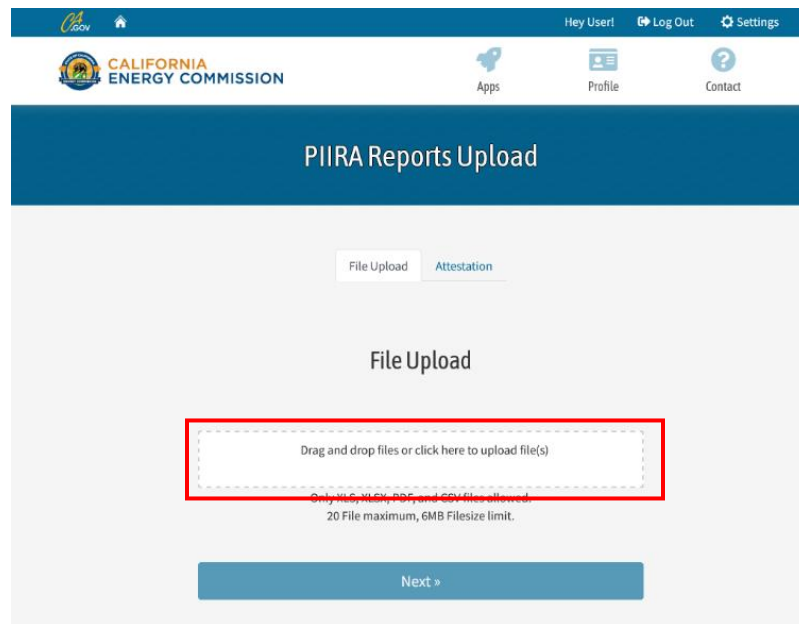 CA.GOV
Hey User! Log Out Settings
CALIFORNIA
ENERGY COMMISSION
Apps Profile Contact
PIIRA Reports Upload
File Upload Attestation
File Upload
Drag and drop files or click here to upload file(s)
Only XLS, XLSX, PDF, and CSV files allowed.
20 File maximum, 6MB Filesize limit.
Next »